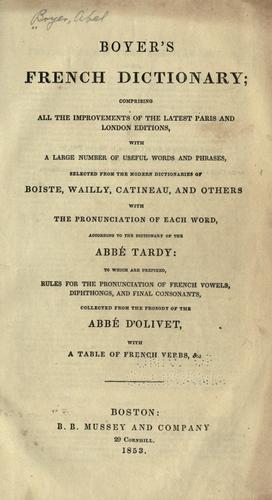 Boyer, Abel
BOYER'S
FRENCH DICTIONARY;
COMPRISING
ALL THE IMPROVEMENTS OF THE LATEST PARIS AND
LONDON EDITIONS,
WITH
A LARGE NUMBER OF USEFUL WORDS AND PHRASES,
SELECTED FROM THE MODERN DICTIONARIES OF
BOISTE, WAILLY, CATINEAU, AND OTHERS
WITH
THE PRONUNCIATION OF EACH WORD,
ACCORDING TO THE DICTIONARY OF THE
ABBÉ TARDY:
TO WHICH ARE PREFIXED,
RULES FOR THE PRONUNCIATION OF FRENCH VOWELS,
DIPHTHONGS, AND FINAL CONSONANTS,
COLLECTED FROM THE PROSODY OF THE
ABBÉ D'OLIVET,
WITH
A TABLE OF FRENCH VERBS, &c
BOSTON:
B. B. MUSSEY AND COMPANY
29 CORNHILL.
1853.